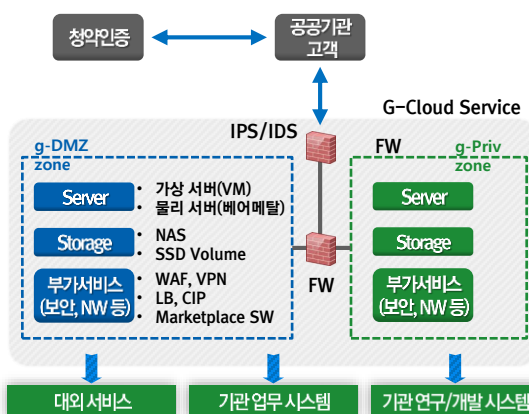 청약인증
공공기관
고객
G-Cloud Service
IPS/IDS
FW
g-DMZ
zone
g-Priv
zone
Server
• 가상 서버(VM)
• 물리 서버(베어메탈)
Storage
• NAS
• SSD Volume
부가서비스
(보안, NW 등)
• WAF, VPN
• LB, CIP
• Marketplace SW
FW
Server
Storage
부가서비스
(보안, NW 등)
대외 서비스
기관 업무 시스템
기관 연구/개발 시스템